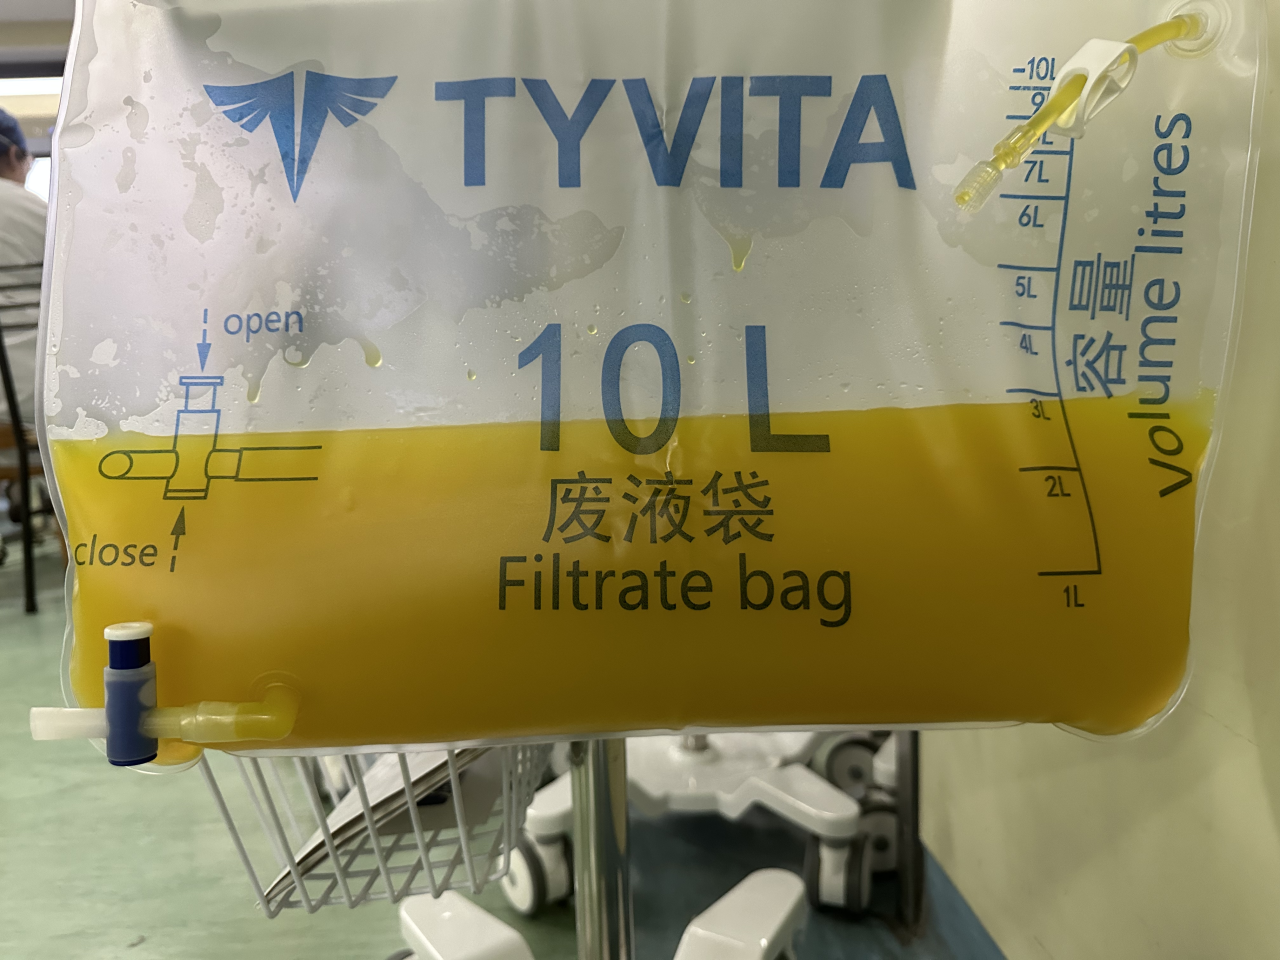 TYVITA
-10L
9L
7L
6L
5L
4L
3L
2L
1L
容量
Volume litres
open
close
10 L
废液袋
Filtrate bag